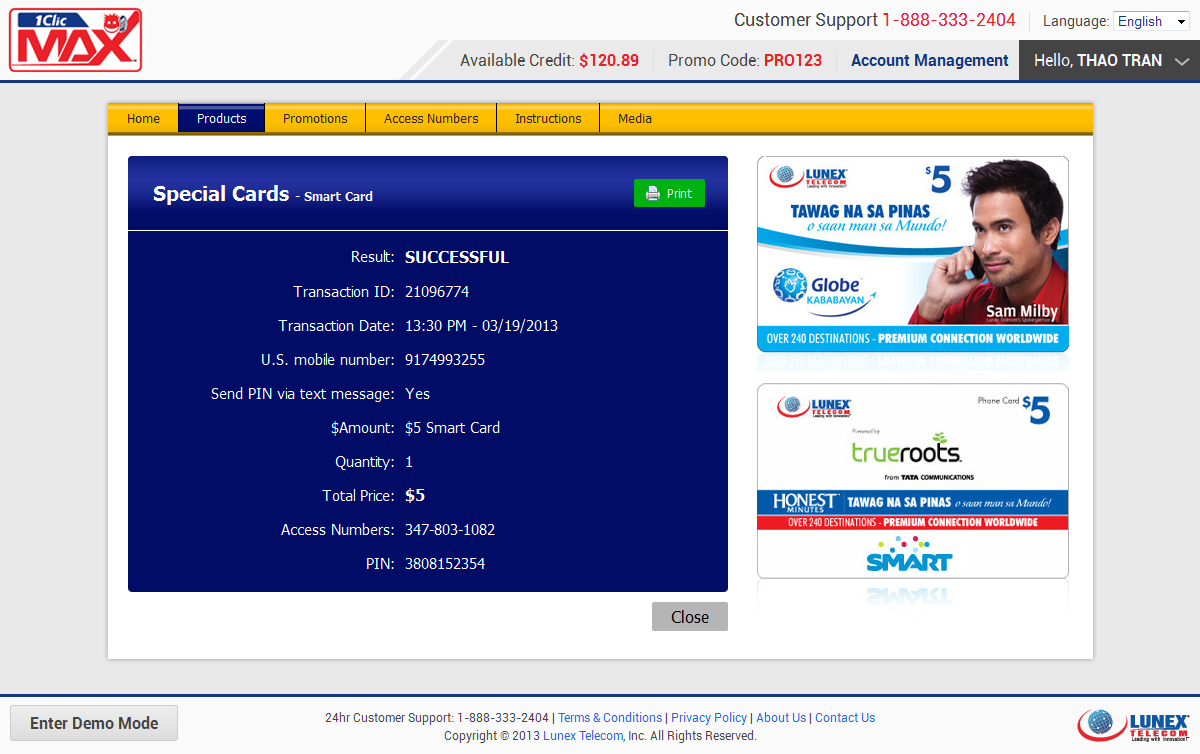 1Clic
MAX
Customer Support 1-888-333-2404
Language: English
Available Credit: $120.89
Promo Code: PRO123
Account Management
Hello, THAO TRAN
Home
Products
Promotions
Access Numbers
Instructions
Media
Special Cards - Smart Card
Print
Result: SUCCESSFUL
Transaction ID: 21096774
Transaction Date: 13:30 PM - 03/19/2013
U.S. mobile number: 9174993255
Send PIN via text message: Yes
$Amount: $5 Smart Card
Quantity: 1
Total Price: $5
Access Numbers: 347-803-1082
PIN: 3808152354
Close
LUNEX
TELECOM
Leading with Innovation!
$5
TAWAG NA SA PINAS
o saan man sa Mundo!
Globe
KABABAYAN
Sam Milby
Lunex Telecom's Spokesperson
OVER 240 DESTINATIONS - PREMIUM CONNECTION WORLDWIDE
LUNEX
TELECOM
Leading with Innovation!
Phone Card $5
Powered by
trueroots
from TATA COMMUNICATIONS
HONEST
MINUTES
TAWAG NA SA PINAS o saan man sa Mundo!
OVER 240 DESTINATIONS - PREMIUM CONNECTION WORLDWIDE
SMART
Enter Demo Mode
24hr Customer Support: 1-888-333-2404 | Terms & Conditions | Privacy Policy | About Us | Contact Us
Copyright © 2013 Lunex Telecom, Inc. All Rights Reserved.
LUNEX
TELECOM
Leading with Innovation!